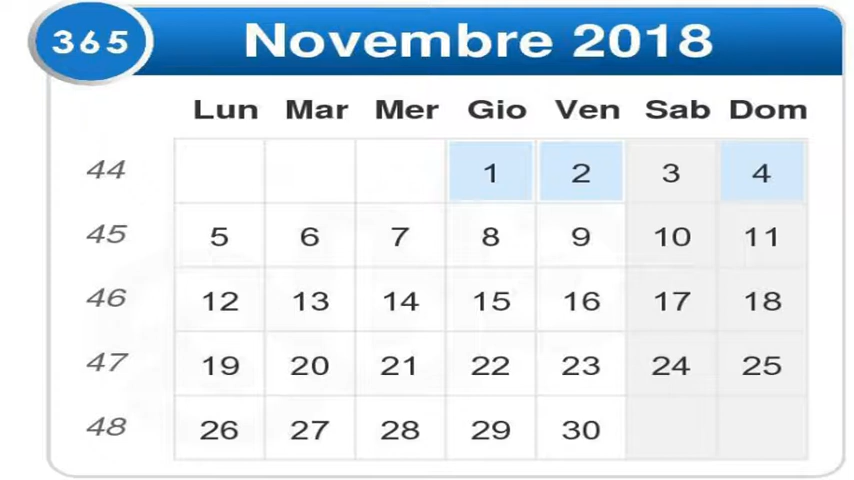 365 Novembre 2018
Lun Mar Mer Gio Ven Sab Dom
44 1 2 3 4
45 5 6 7 8 9 10 11
46 12 13 14 15 16 17 18
47 19 20 21 22 23 24 25
48 26 27 28 29 30